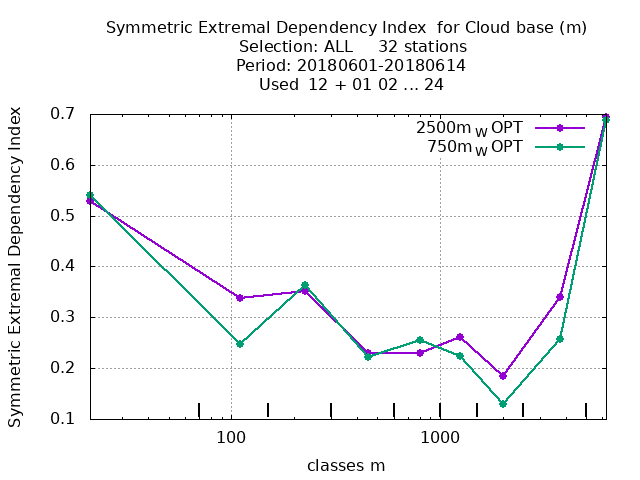 Symmetric Extremal Dependency Index for Cloud base (m)
Selection: ALL 32 stations
Period: 20180601-20180614
Used 12 + 01 02 ... 24
Symmetric Extremal Dependency Index
0.7
0.6
0.5
0.4
0.3
0.2
0.1
2500m W OPT
750m W OPT
100 1000
classes m